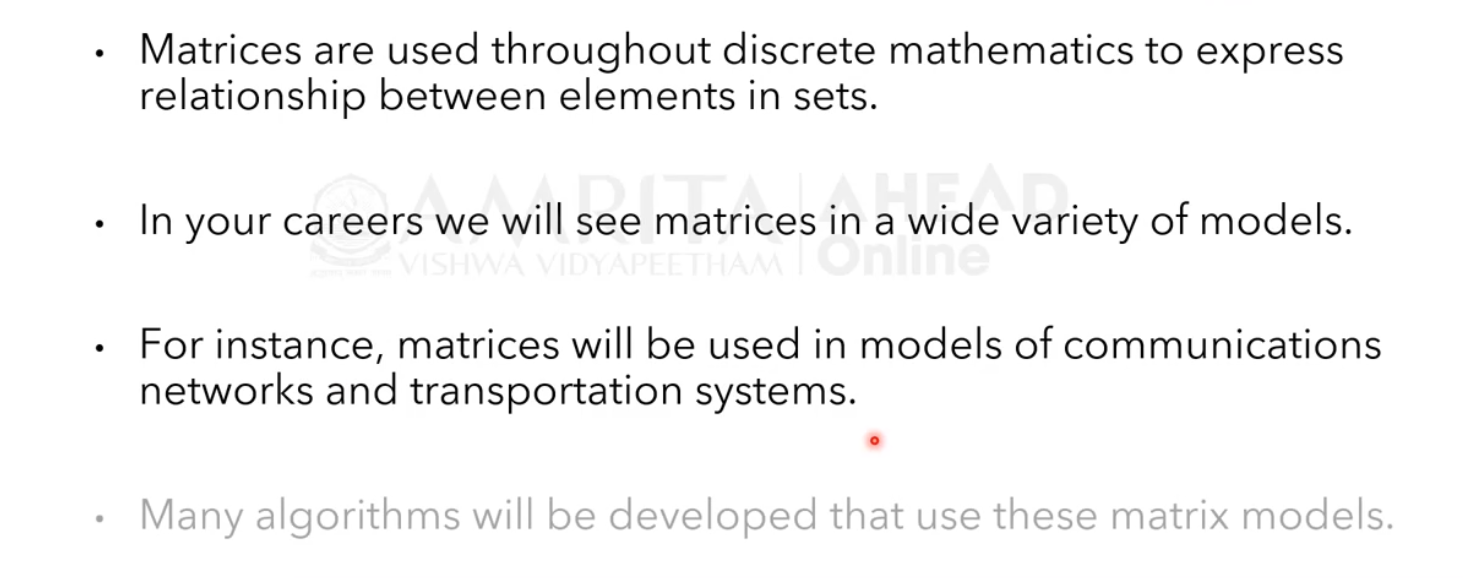 • Matrices are used throughout discrete mathematics to express
relationship between elements in sets.
AMRITA AHEAD
• In your careers we will see matrices in a wide variety of models.
VISHWA VIDYAPEETHAM Online
• For instance, matrices will be used in models of communications
networks and transportation systems.
• Many algorithms will be developed that use these matrix models.